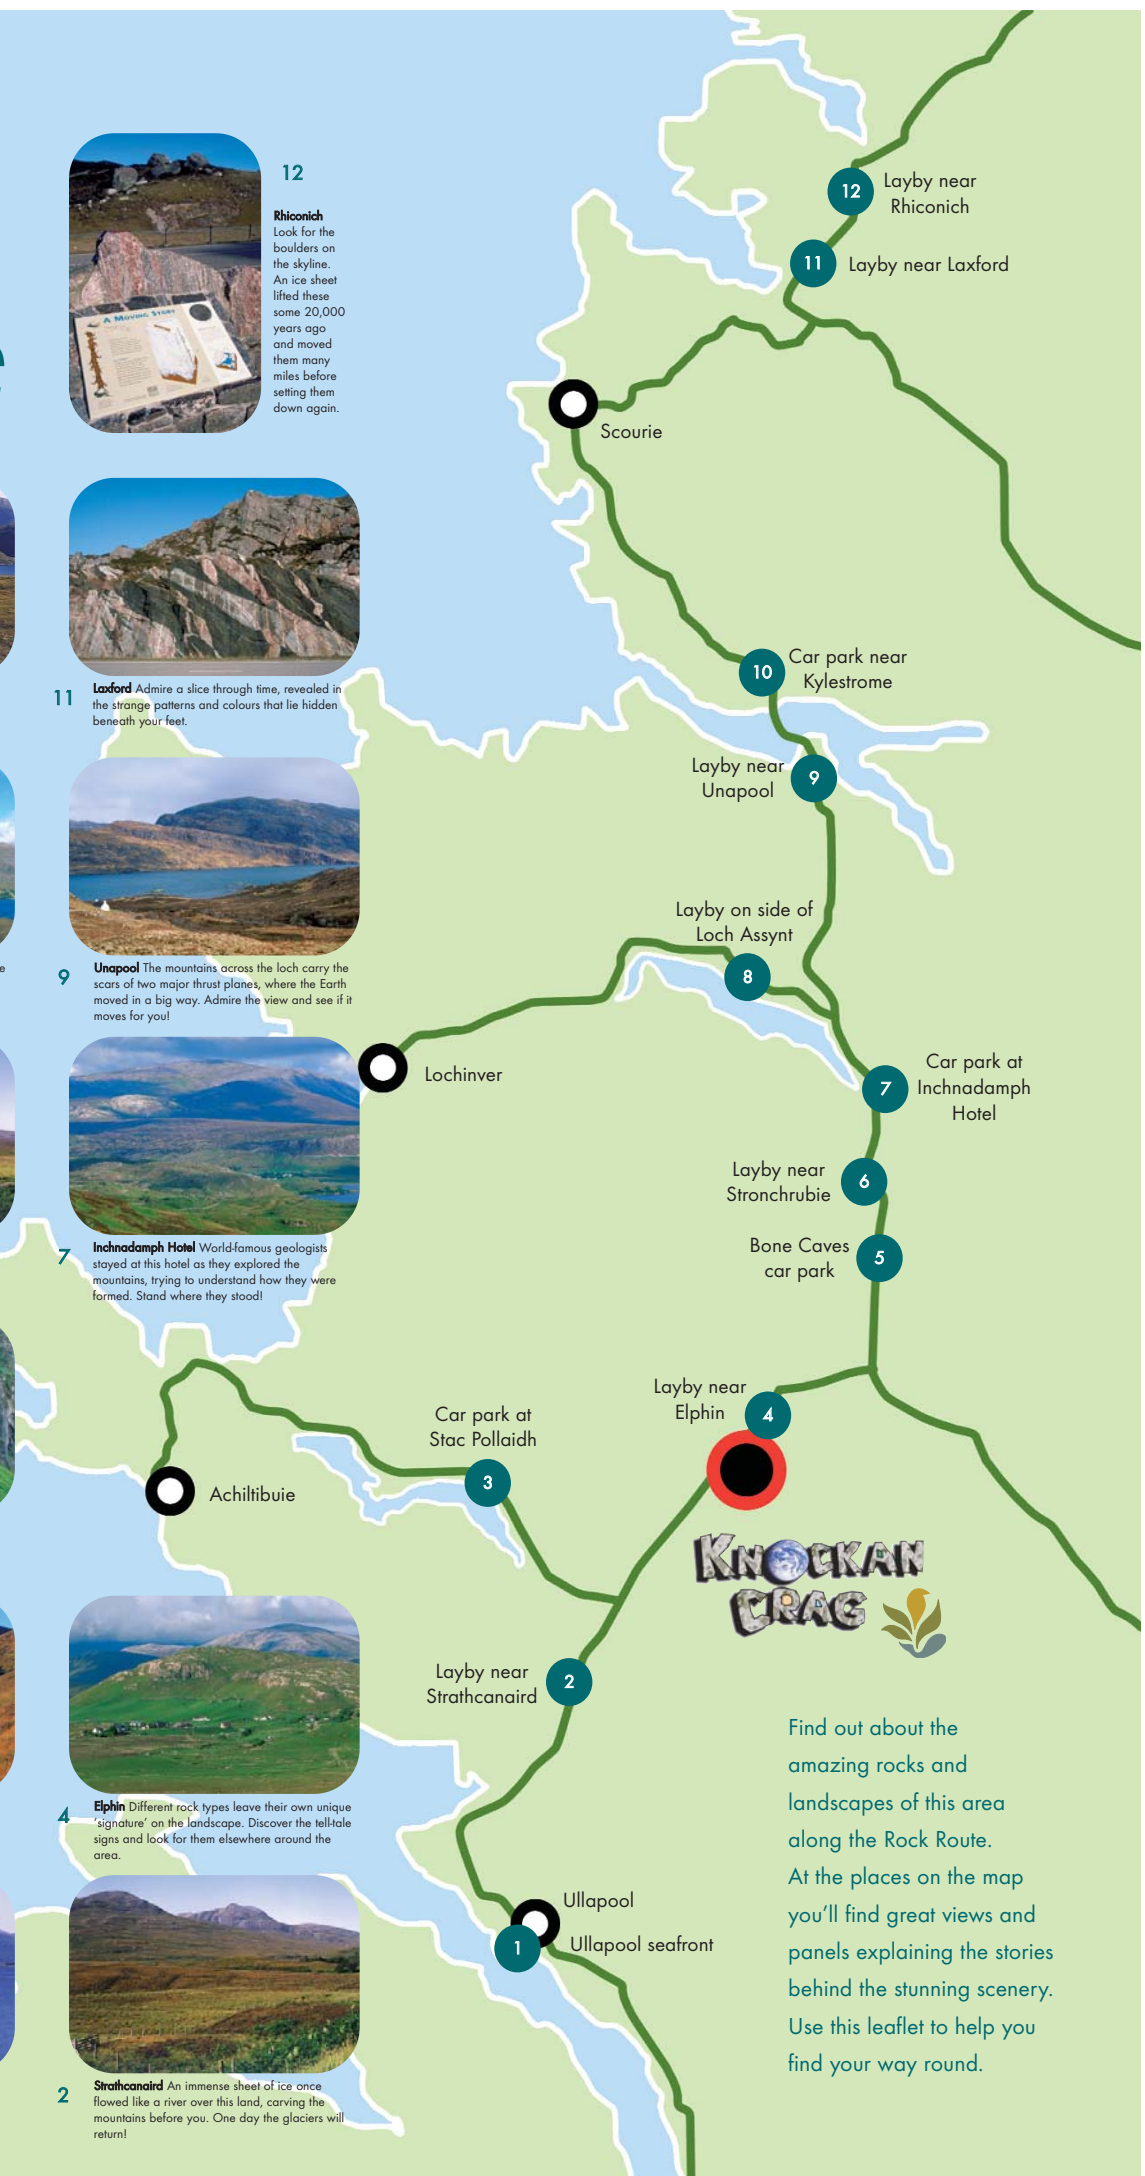 12
Rhiconich
Look for the
boulders on
the skyline.
An ice sheet
lifted these
some 20,000
years ago
and moved
them many
miles before
setting them
down again.
A MOVING STORY
11
Laxford Admire a slice through time, revealed in
the strange patterns and colours that lie hidden
beneath your feet.
9
Unapool The mountains across the loch carry the
scars of two major thrust planes, where the Earth
moved in a big way. Admire the view and see if it
moves for you!
7
Inchnadamph Hotel World-famous geologists
stayed at this hotel as they explored the
mountains, trying to understand how they were
formed. Stand where they stood!
4
Elphin Different rock types leave their own unique
'signature' on the landscape. Discover the tell-tale
signs and look for them elsewhere around the
area.
2
Strathcanaird An immense sheet of ice once
flowed like a river over this land, carving the
mountains before you. One day the glaciers will
return!
12
Layby near
Rhiconich
11
Layby near Laxford
Scourie
10
Car park near
Kylestrome
Layby near
Unapool
9
Layby on side of
Loch Assynt
8
Lochinver
7
Car park at
Inchnadamph
Hotel
Layby near
Stronchrubie
6
Bone Caves
car park
5
Layby near
Elphin
4
Car park at
Stac Pollaidh
3
Achiltibuie
KNOCKAN
CRAG
Layby near
Strathcanaird
2
Ullapool
1
Ullapool seafront
Find out about the
amazing rocks and
landscapes of this area
along the Rock Route.
At the places on the map
you'll find great views and
panels explaining the stories
behind the stunning scenery.
Use this leaflet to help you
find your way round.